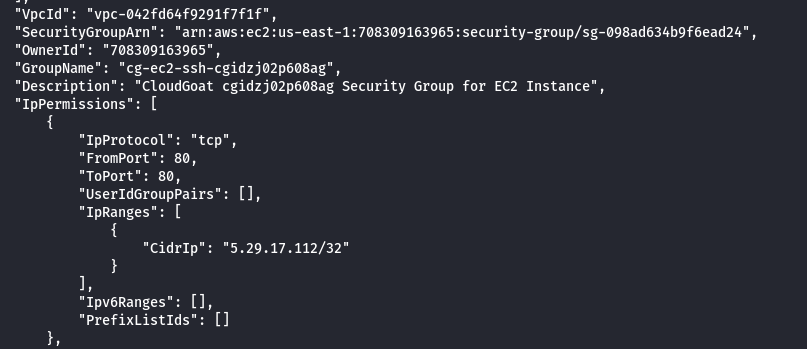 ],
"VpcId": "vpc-042fd64f9291f7f1f",
"SecurityGroupArn": "arn:aws:ec2:us-east-1:708309163965:security-group/sg-098ad634b9f6ead24",
"OwnerId": "708309163965",
"GroupName": "cg-ec2-ssh-cgidzj02p608ag",
"Description": "CloudGoat cgidzj02p608ag Security Group for EC2 Instance",
"IpPermissions": [
{
"IpProtocol": "tcp",
"FromPort": 80,
"ToPort": 80,
"UserIdGroupPairs": [],
"IpRanges": [
{
"CidrIp": "5.29.17.112/32"
}
],
"Ipv6Ranges": [],
"PrefixListIds": []
},